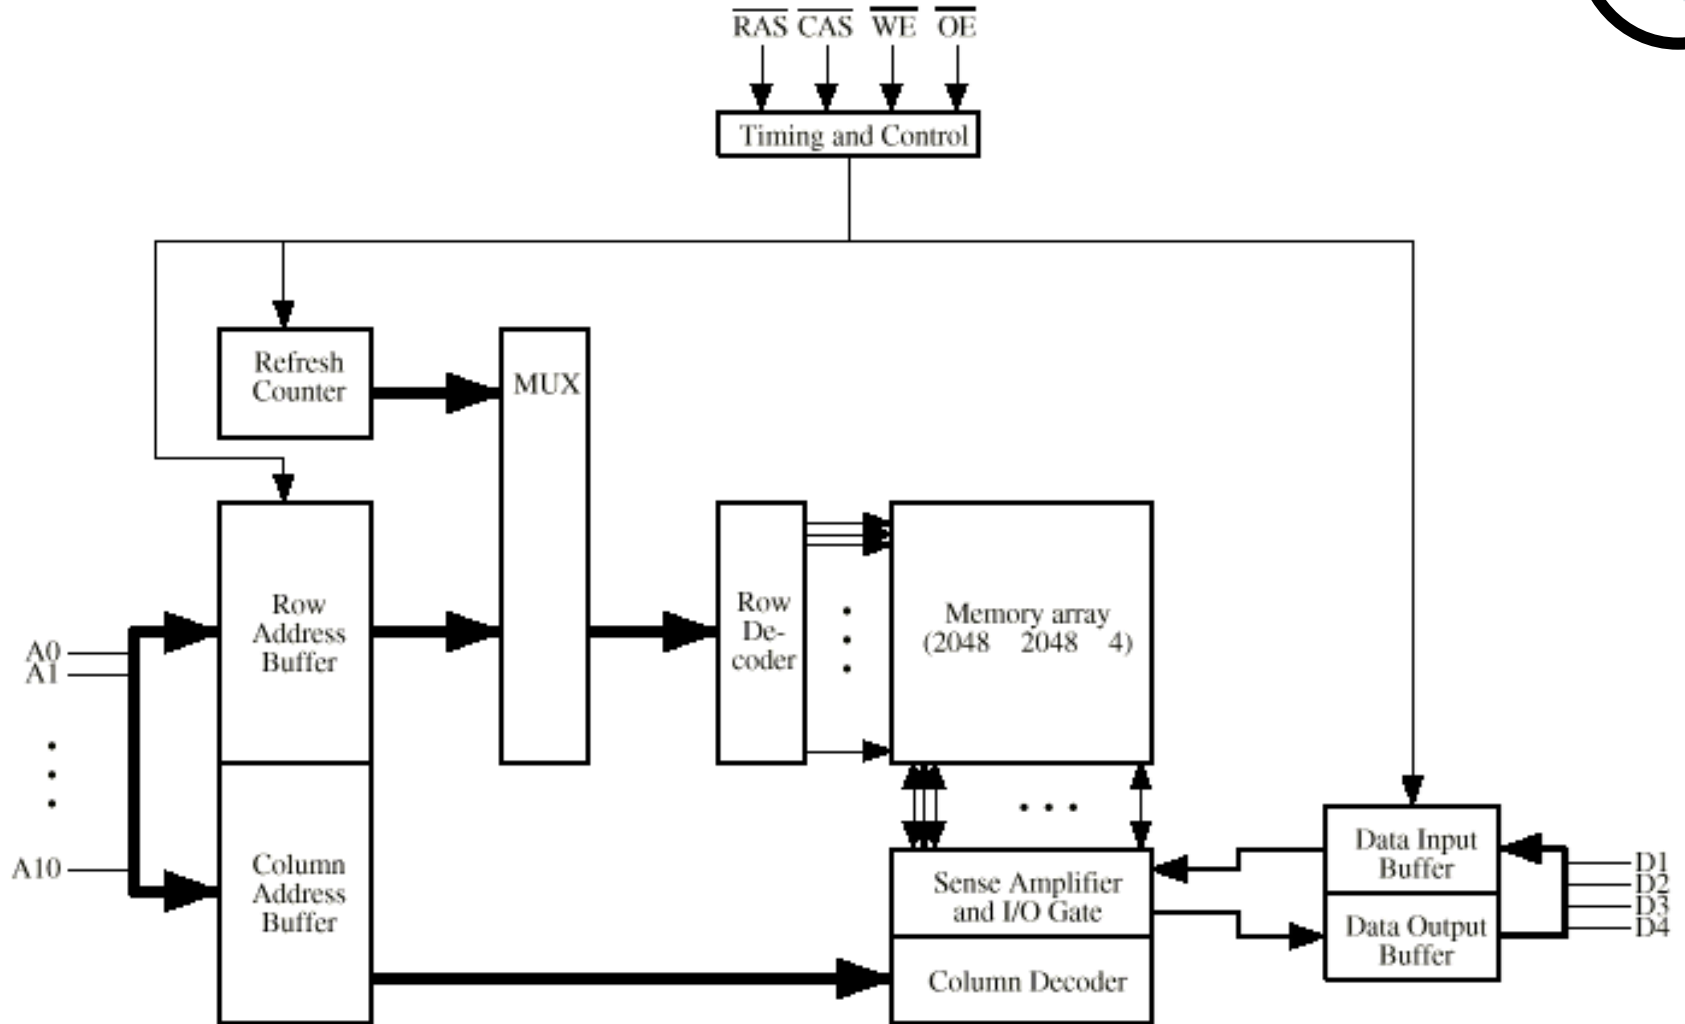 RAS CAS WE OE
Timing and Control
Refresh
Counter
MUX
Row
Address
Buffer
Row
De-
coder
Memory array
(2048 2048 4)
A0
A1
A10
Column
Address
Buffer
Sense Amplifier
and I/O Gate
Column Decoder
Data Input
Buffer
Data Output
Buffer
D1
D2
D3
D4